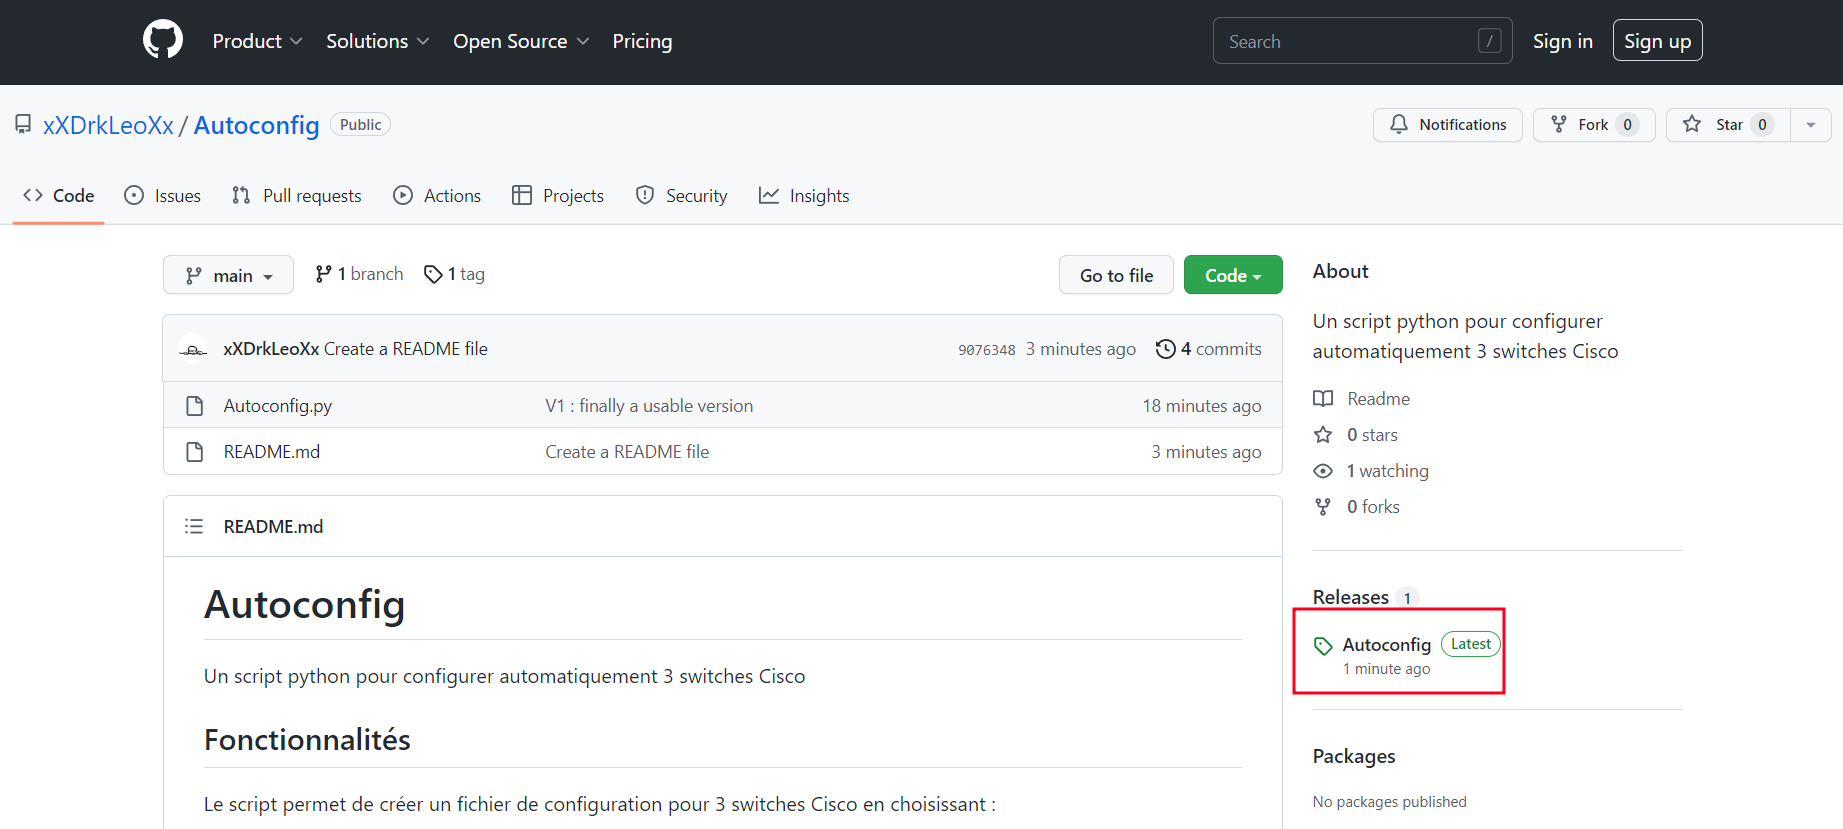 Product Solutions Open Source Pricing Search / Sign in Sign up
xXDrkLeoXx / Autoconfig Public Notifications Fork 0 Star 0
Code Issues Pull requests Actions Projects Security Insights
main 1 branch 1 tag Go to file Code
xXDrkLeoXx Create a README file 9076348 3 minutes ago 4 commits
Autoconfig.py V1 : finally a usable version 18 minutes ago
README.md Create a README file 3 minutes ago
README.md
Autoconfig
Un script python pour configurer automatiquement 3 switches Cisco
Fonctionnalités
Le script permet de créer un fichier de configuration pour 3 switches Cisco en choisissant :
About
Un script python pour configurer
automatiquement 3 switches Cisco
Readme
0 stars
1 watching
0 forks
Releases 1
Autoconfig Latest
1 minute ago
Packages
No packages published